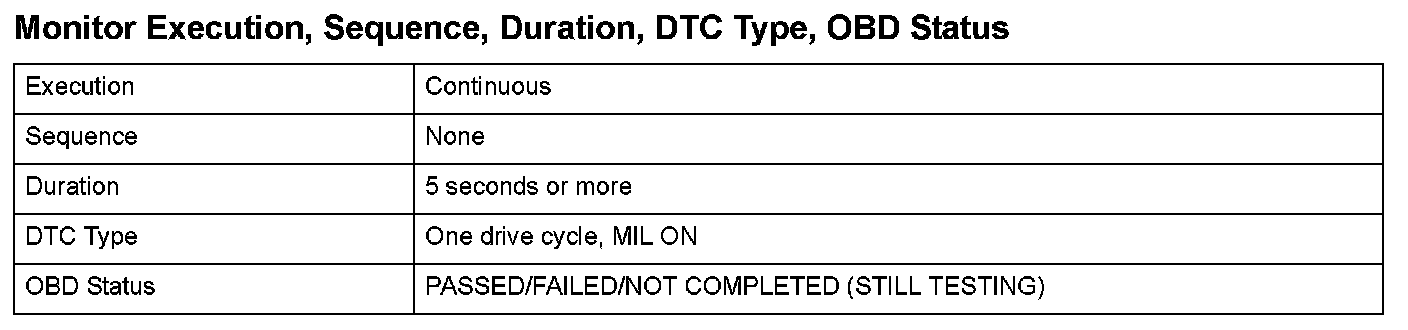 Monitor Execution, Sequence, Duration, DTC Type, OBD Status
Execution Continuous
Sequence None
Duration 5 seconds or more
DTC Type One drive cycle, MIL ON
OBD Status PASSED/FAILED/NOT COMPLETED (STILL TESTING)